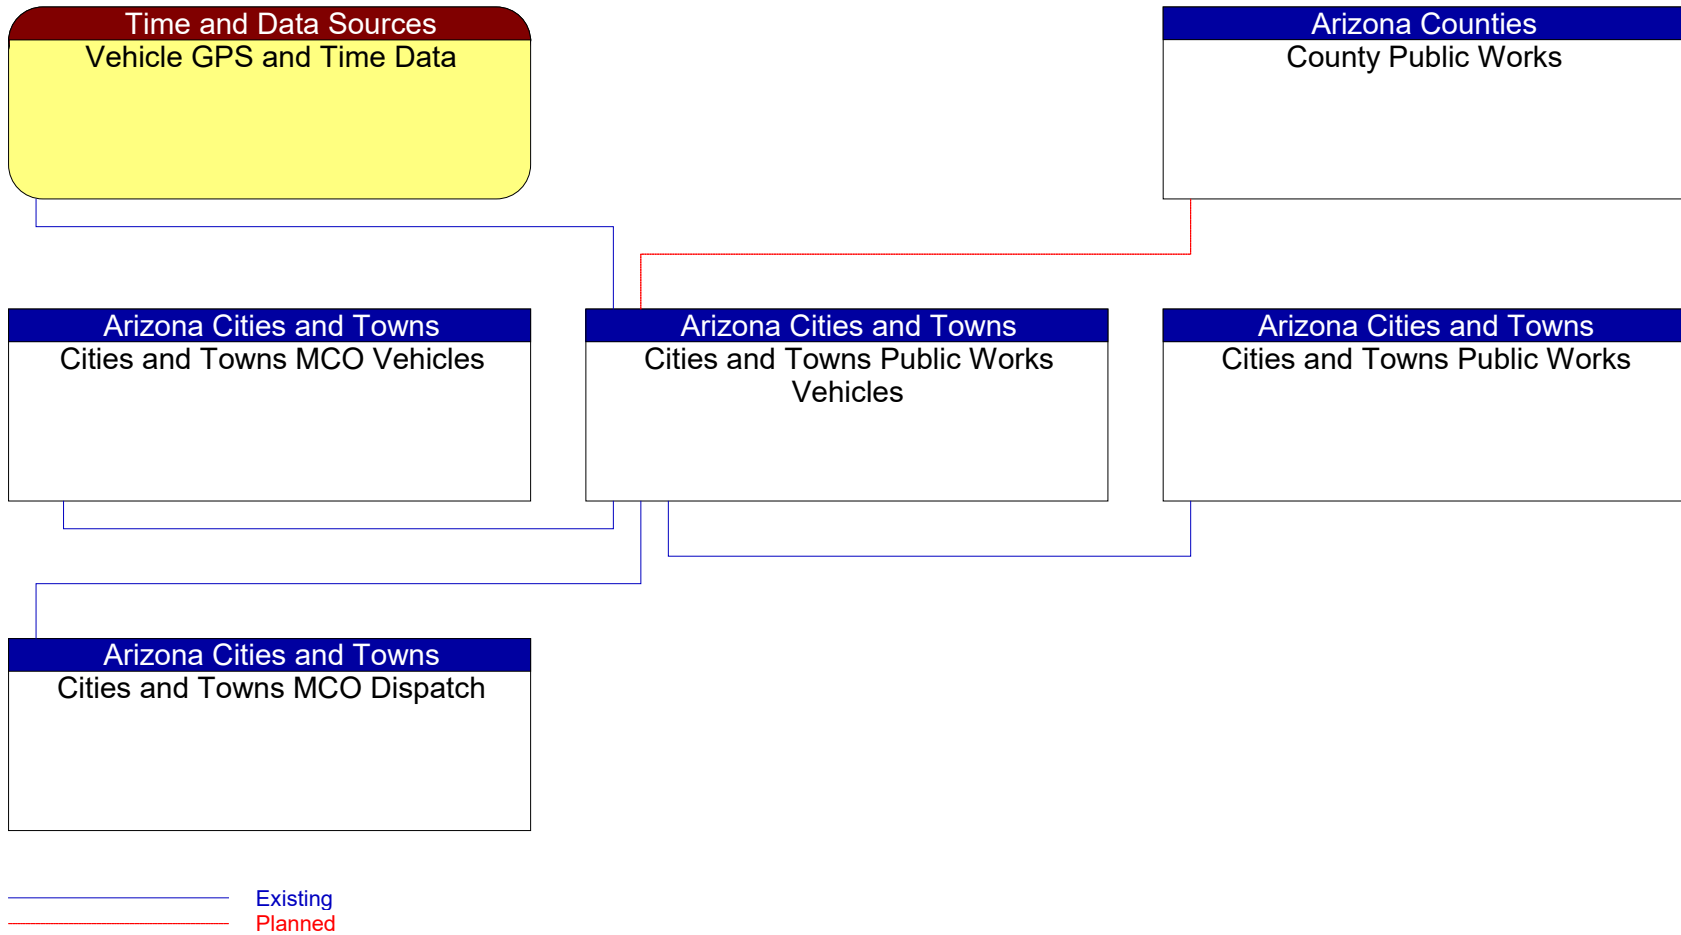 Time and Data Sources
Vehicle GPS and Time Data
Arizona Counties
County Public Works
Arizona Cities and Towns
Cities and Towns MCO Vehicles
Arizona Cities and Towns
Cities and Towns Public Works
Vehicles
Arizona Cities and Towns
Cities and Towns Public Works
Arizona Cities and Towns
Cities and Towns MCO Dispatch
Existing
Planned